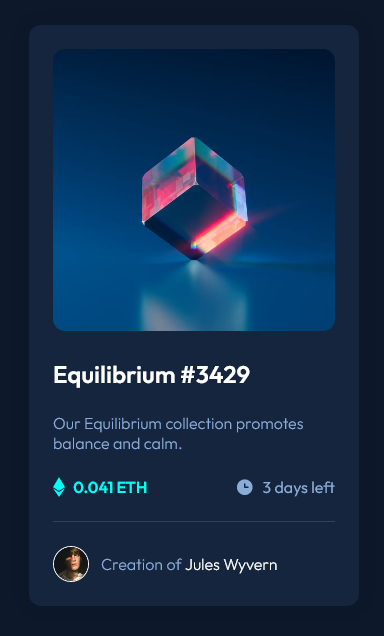 Equilibrium #3429
Our Equilibrium collection promotes
balance and calm.
0.041 ETH
3 days left
Creation of Jules Wyvern